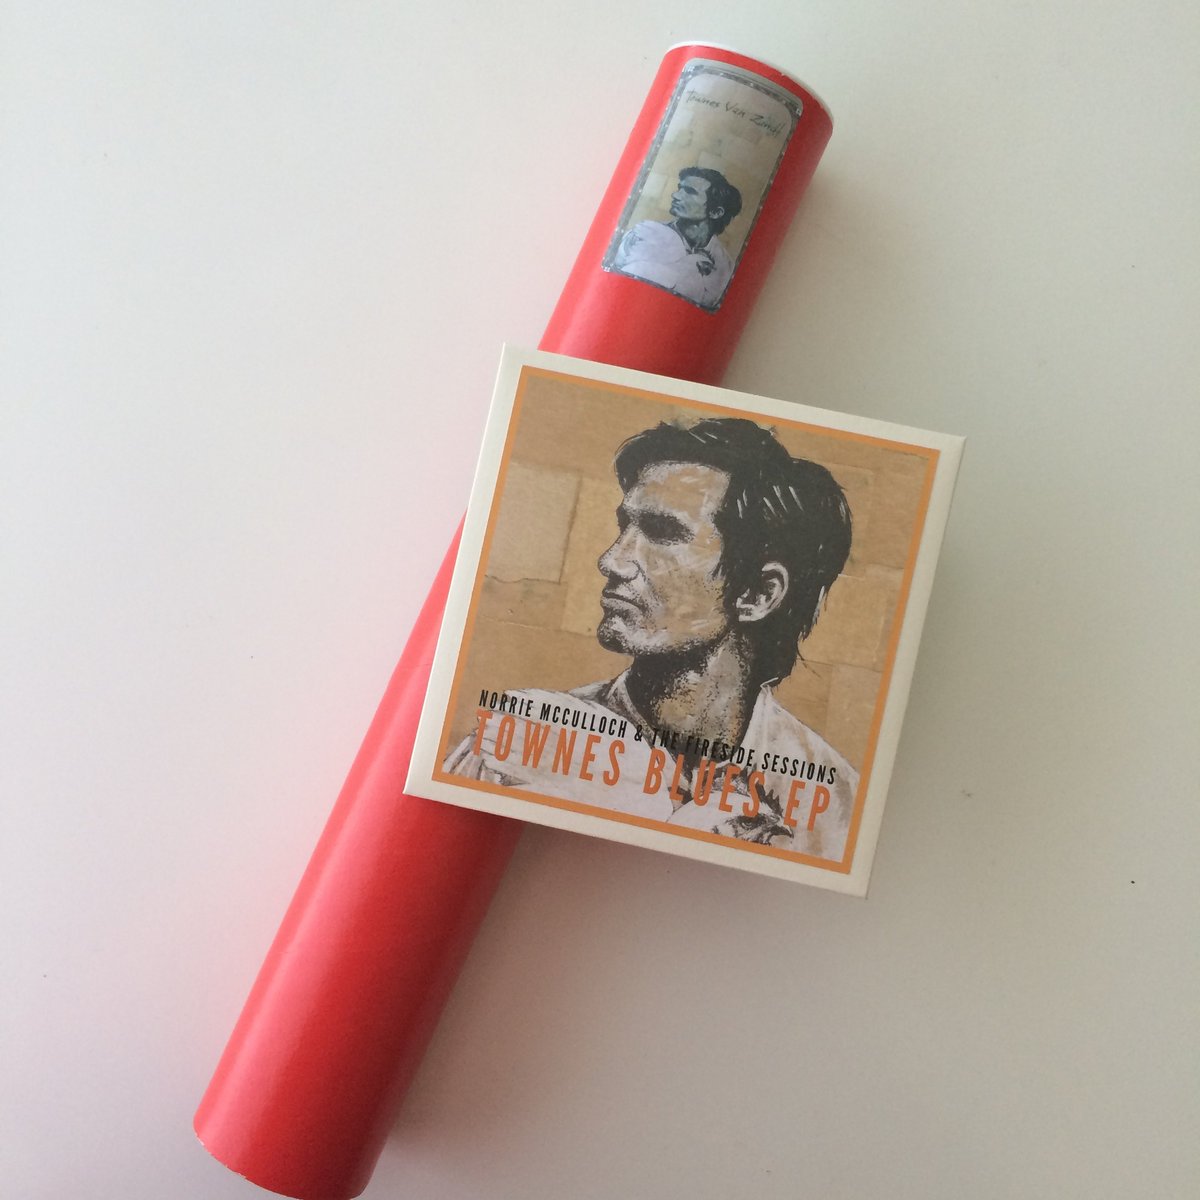 Townes Van Zandt
NORRIE MCCULLOCH & THE FIRESIDE SESSIONS
TOWNES BLUES EP